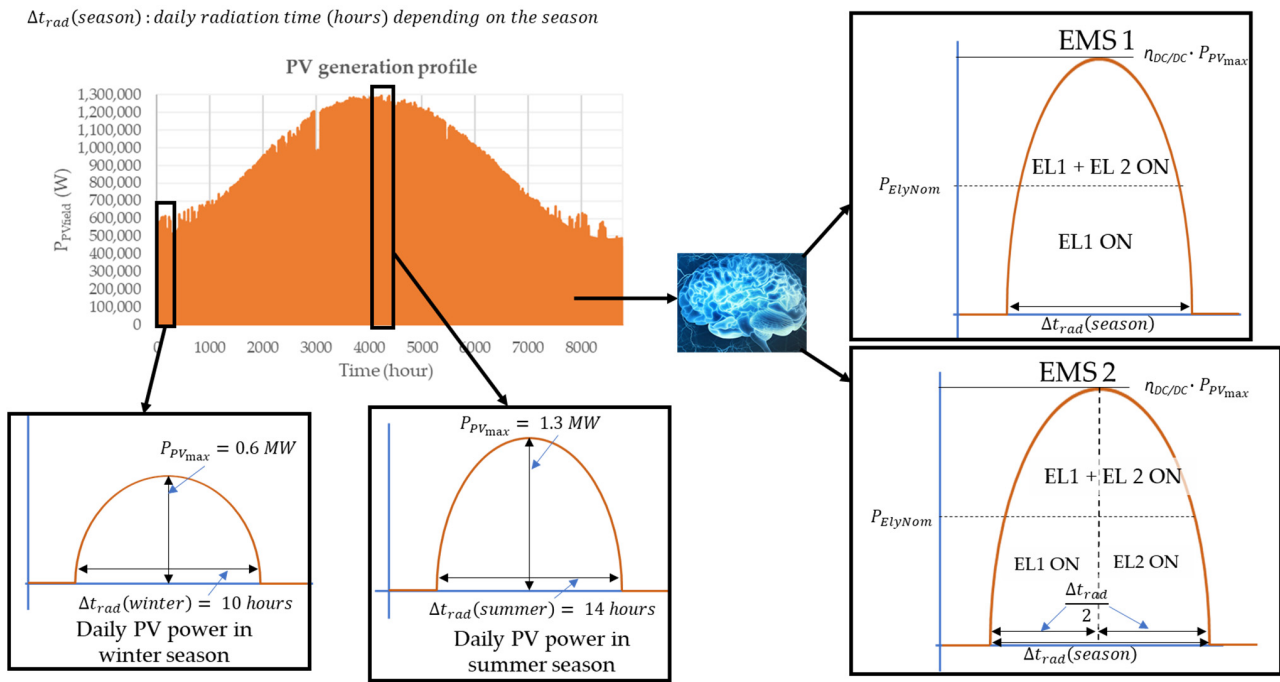 Δt_rad(season) : daily radiation time (hours) depending on the season
PV generation profile
P_PVfield (W)
1,300,000
1,200,000
1,100,000
1,000,000
900,000
800,000
700,000
600,000
500,000
400,000
300,000
200,000
100,000
0
0 1000 2000 3000 4000 5000 6000 7000 8000
Time (hour)
P_PVmax = 0.6 MW
Δt_rad(winter) = 10 hours
Daily PV power in
winter season
P_PVmax = 1.3 MW
Δt_rad(summer) = 14 hours
Daily PV power in
summer season
EMS 1
η_DC/DC · P_PVmax
EL1 + EL 2 ON
P_ElyNom
EL1 ON
Δt_rad(season)
EMS 2
η_DC/DC · P_PVmax
EL1 + EL 2 ON
P_ElyNom
EL1 ON EL2 ON
Δt_rad
2
Δt_rad(season)